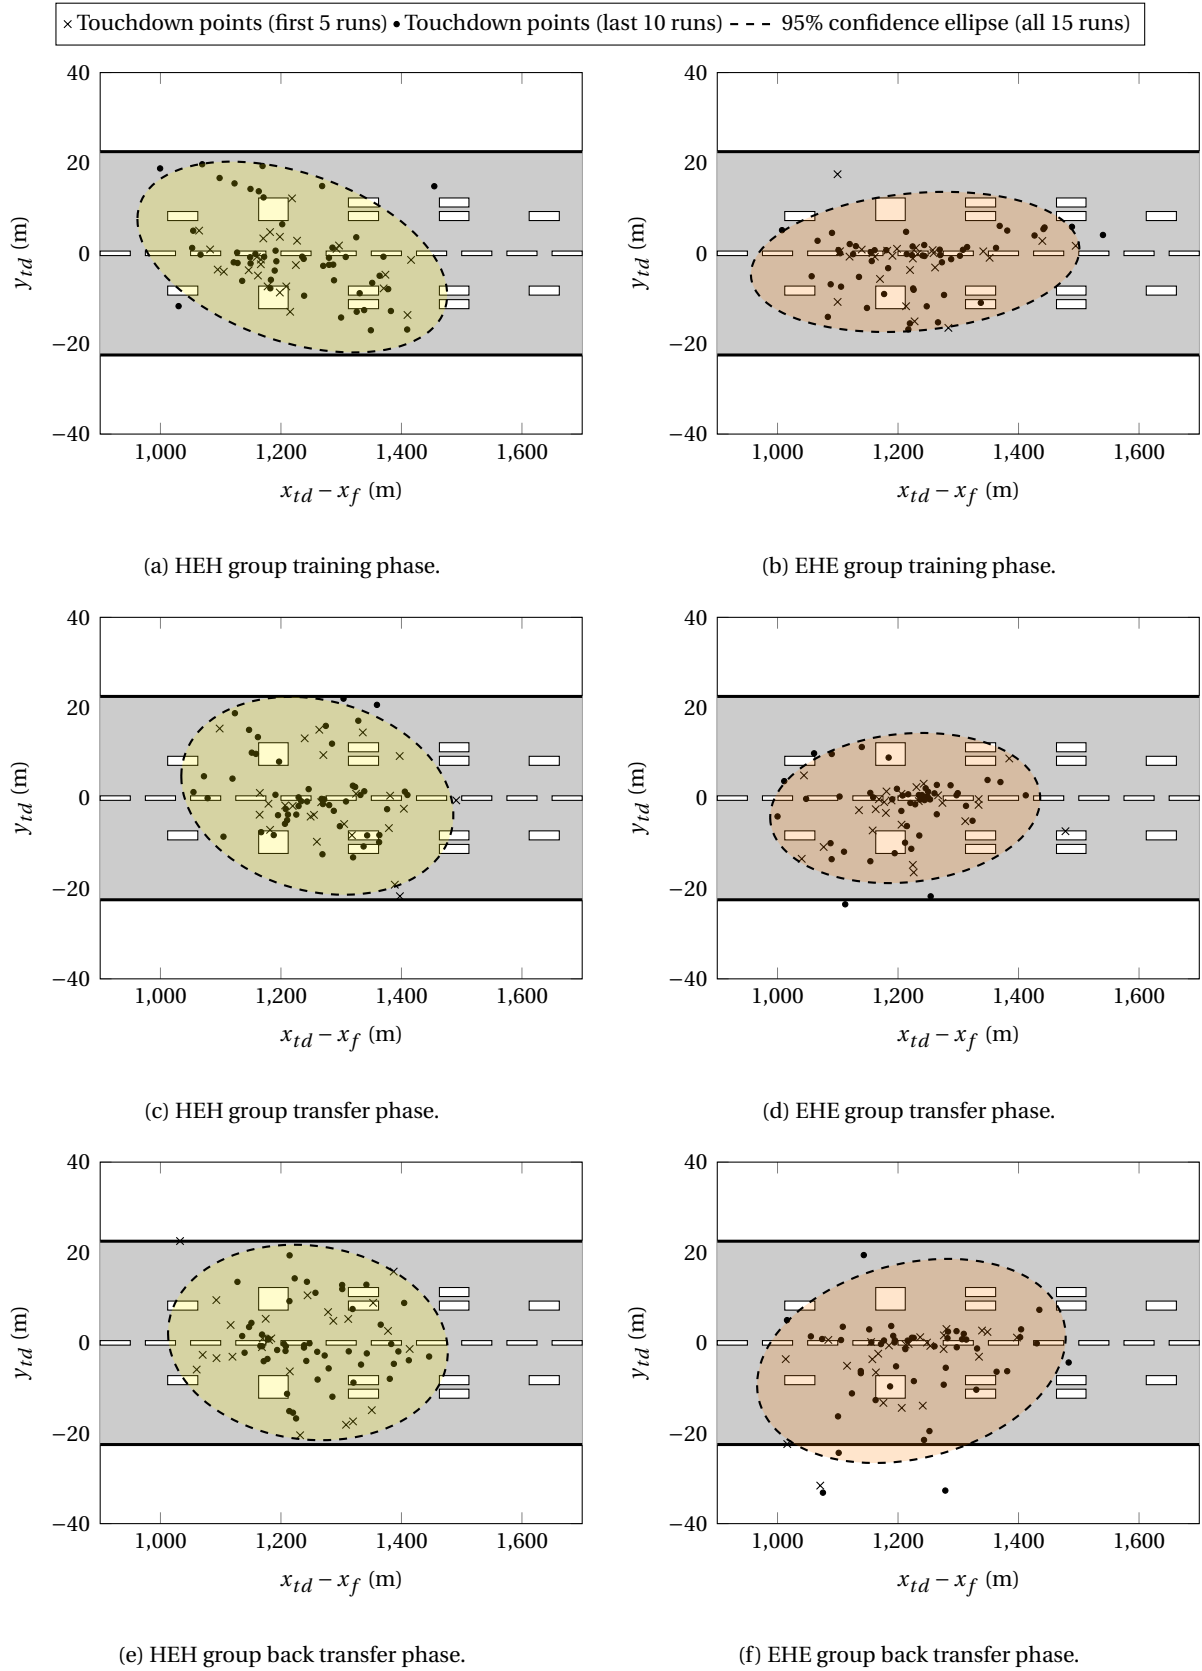 × Touchdown points (first 5 runs) • Touchdown points (last 10 runs) --- 95% confidence ellipse (all 15 runs)
40
20
0
−20
−40
y_td (m)
1,000 1,200 1,400 1,600
x_td − x_f (m)
(a) HEH group training phase.
40
20
0
−20
−40
y_td (m)
1,000 1,200 1,400 1,600
x_td − x_f (m)
(b) EHE group training phase.
40
20
0
−20
−40
y_td (m)
1,000 1,200 1,400 1,600
x_td − x_f (m)
(c) HEH group transfer phase.
40
20
0
−20
−40
y_td (m)
1,000 1,200 1,400 1,600
x_td − x_f (m)
(d) EHE group transfer phase.
40
20
0
−20
−40
y_td (m)
1,000 1,200 1,400 1,600
x_td − x_f (m)
(e) HEH group back transfer phase.
40
20
0
−20
−40
y_td (m)
1,000 1,200 1,400 1,600
x_td − x_f (m)
(f) EHE group back transfer phase.